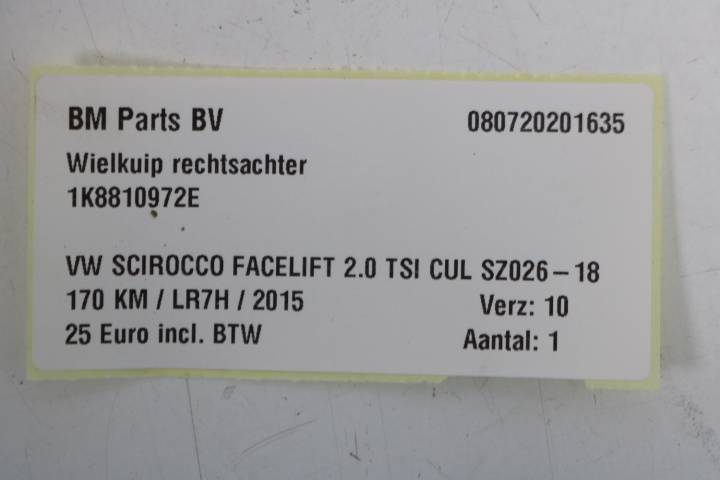 BM Parts BV 080720201635
Wielkuip rechtsachter
1K8810972E
VW SCIROCCO FACELIFT 2.0 TSI CUL SZ026-18
170 KM / LR7H / 2015 Verz: 10
25 Euro incl. BTW Aantal: 1